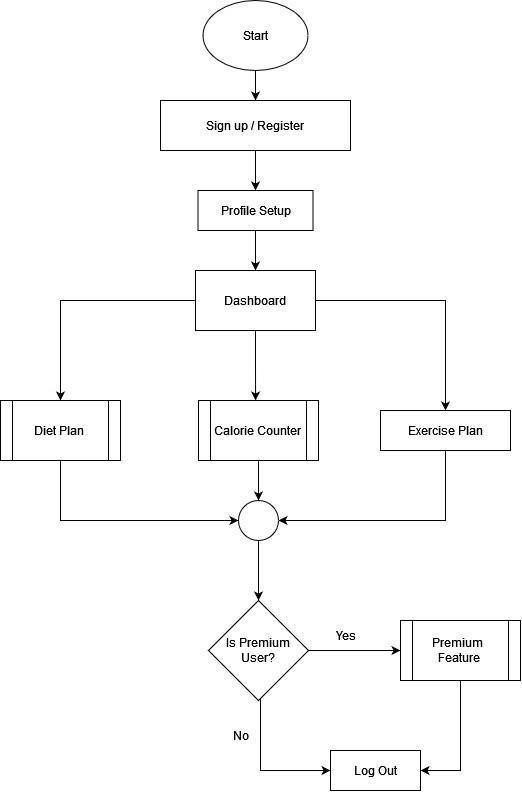 Start
Sign up / Register
Profile Setup
Dashboard
Diet Plan
Calorie Counter
Exercise Plan
Is Premium
User?
Yes
Premium
Feature
No
Log Out